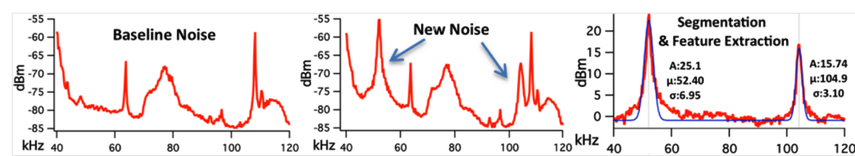 -55
-60
-65
-70
-75
-80
-85
dBm
Baseline Noise
kHz
40
60
80
100
120
-55
-60
-65
-70
-75
-80
-85
dBm
New Noise
kHz
40
60
80
100
120
20
15
10
5
0
dBm
Segmentation
& Feature Extraction
A:25.1
μ:52.40
σ:6.95
A:15.74
μ:104.9
σ:3.10
kHz
40
60
80
100
120